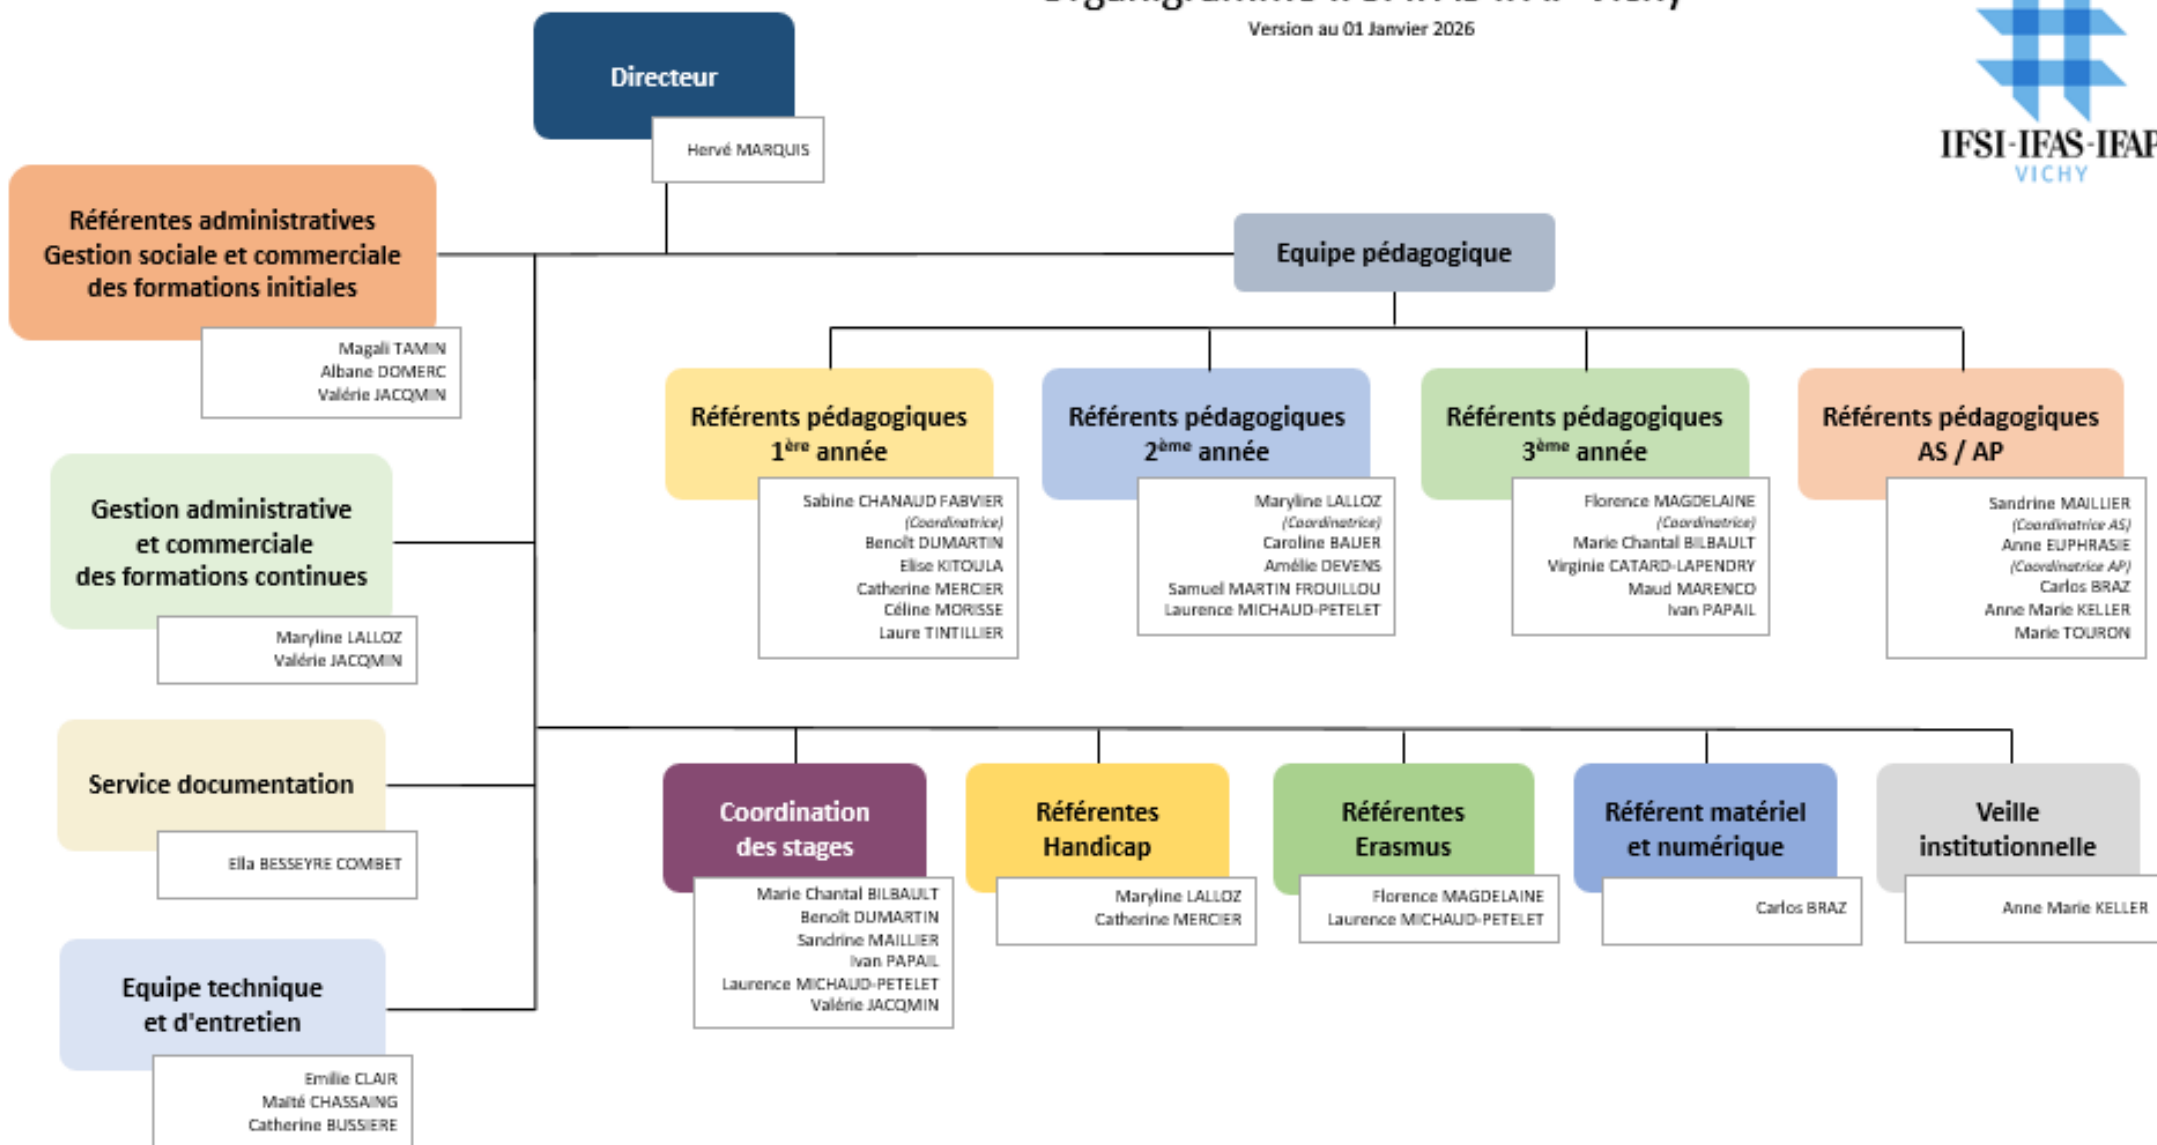 Organigramme IFSI-IFAS-IFAP Vichy
Version au 01 Janvier 2026
IFSI-IFAS-IFAP
VICHY
Directeur
Hervé MARQUIS
Référentes administratives
Gestion sociale et commerciale
des formations initiales
Magali TAMIN
Albane DOMERC
Valérie JACQMIN
Gestion administrative
et commerciale
des formations continues
Maryline LALLOZ
Valérie JACQMIN
Service documentation
Ella BESSEYRE COMBET
Equipe technique
et d'entretien
Emilie CLAIR
Maïté CHASSAING
Catherine BUSSIERE
Equipe pédagogique
Référents pédagogiques
1ère année
Sabine CHANAUD FABVIER
(Coordinatrice)
Benoît DUMARTIN
Elise KITOULA
Catherine MERCIER
Céline MORISSE
Laure TINTILLIER
Référents pédagogiques
2ème année
Maryline LALLOZ
(Coordinatrice)
Caroline BAUER
Amélie DEVENS
Samuel MARTIN FROUILLOU
Laurence MICHAUD-PETELET
Référents pédagogiques
3ème année
Florence MAGDELAINE
(Coordinatrice)
Marie Chantal BILBAULT
Virginie CATARD-LAPENDRY
Maud MARENCO
Ivan PAPAIL
Référents pédagogiques
AS / AP
Sandrine MAILLIER
(Coordinatrice AS)
Anne EUPHRASIE
(Coordinatrice AP)
Carlos BRAZ
Anne Marie KELLER
Marie TOURON
Coordination
des stages
Marie Chantal BILBAULT
Benoît DUMARTIN
Sandrine MAILLIER
Ivan PAPAIL
Laurence MICHAUD-PETELET
Valérie JACQMIN
Référentes
Handicap
Maryline LALLOZ
Catherine MERCIER
Référentes
Erasmus
Florence MAGDELAINE
Laurence MICHAUD-PETELET
Référent matériel
et numérique
Carlos BRAZ
Veille
institutionnelle
Anne Marie KELLER